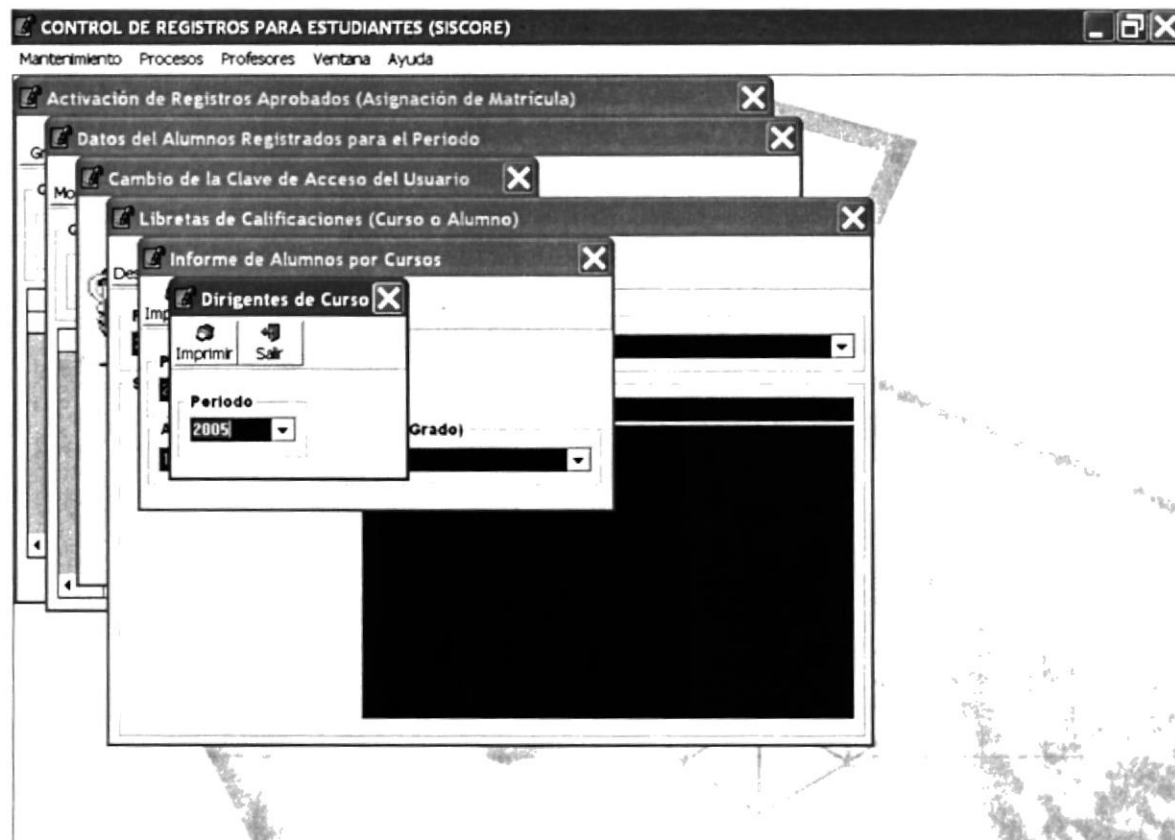 CONTROL DE REGISTROS PARA ESTUDIANTES (SISCORE)
Mantenimiento Procesos Profesores Ventana Ayuda
Activación de Registros Aprobados (Asignación de Matrícula)
Datos del Alumnos Registrados para el Periodo
Cambio de la Clave de Acceso del Usuario
Libretas de Calificaciones (Curso o Alumno)
Informe de Alumnos por Cursos
Dirigentes de Curso
Imprimir Salir
Periodo
2005
Grado)